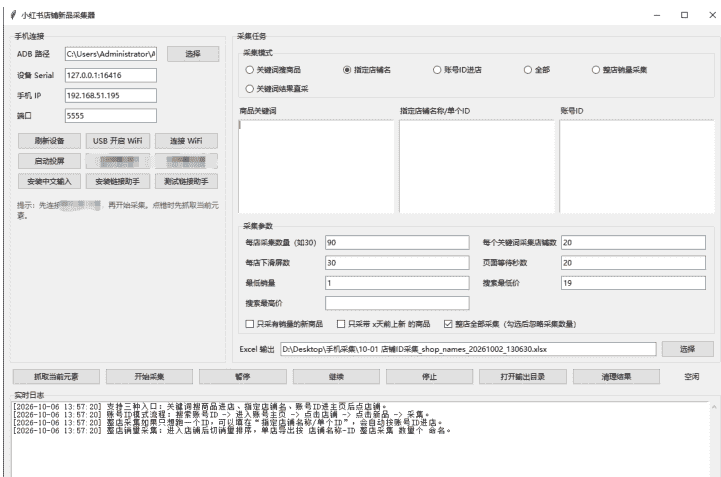 小红书店铺新品采集器
手机连接
ADB 路径 C:\Users\Administrator\A 选择
设备 Serial 127.0.0.1:16416
手机 IP 192.168.51.195
端口 5555
刷新设备 USB 开启 WiFi 连接 WiFi
启动投屏
安装中文输入 安装链接助手 测试链接助手
提示：先连接 再开始采集。点错时先抓取当前元
素。
采集任务
采集模式
关键词搜商品 指定店铺名 账号ID进店 全部 整店销量采集
关键词结果直采
商品关键词 指定店铺名称/单个ID 账号ID
采集参数
每店采集数量（如30） 90 每个关键词采集店铺数 20
每店下滑屏数 30 页面等待秒数 20
最低销量 1 搜索最低价 19
搜索最高价
只采有销量的新商品 只采带 x天前上新 的商品 整店全部采集（勾选后忽略采集数量）
Excel 输出 D:\Desktop\手机采集\10-01 店铺ID采集_shop_names_20261002_130630.xlsx 选择
抓取当前元素 开始采集 暂停 继续 停止 打开输出目录 清理结果 空闲
实时日志
[2026-10-06 13:57:20] 支持三种入口：关键词搜商品进店、指定店铺名、账号ID进主页后点店铺。
[2026-10-06 13:57:20] 账号ID模式流程：搜索账号ID -> 进入账号主页 -> 点击店铺 -> 点击新品 -> 采集。
[2026-10-06 13:57:20] 整店采集如果只想跑一个ID，可以填在“指定店铺名称/单个ID”，会自动按账号ID进店。
[2026-10-06 13:57:20] 整店销量采集：进入店铺后切销量排序，单店导出按 店铺名称-ID 整店采集 数量个 命名。